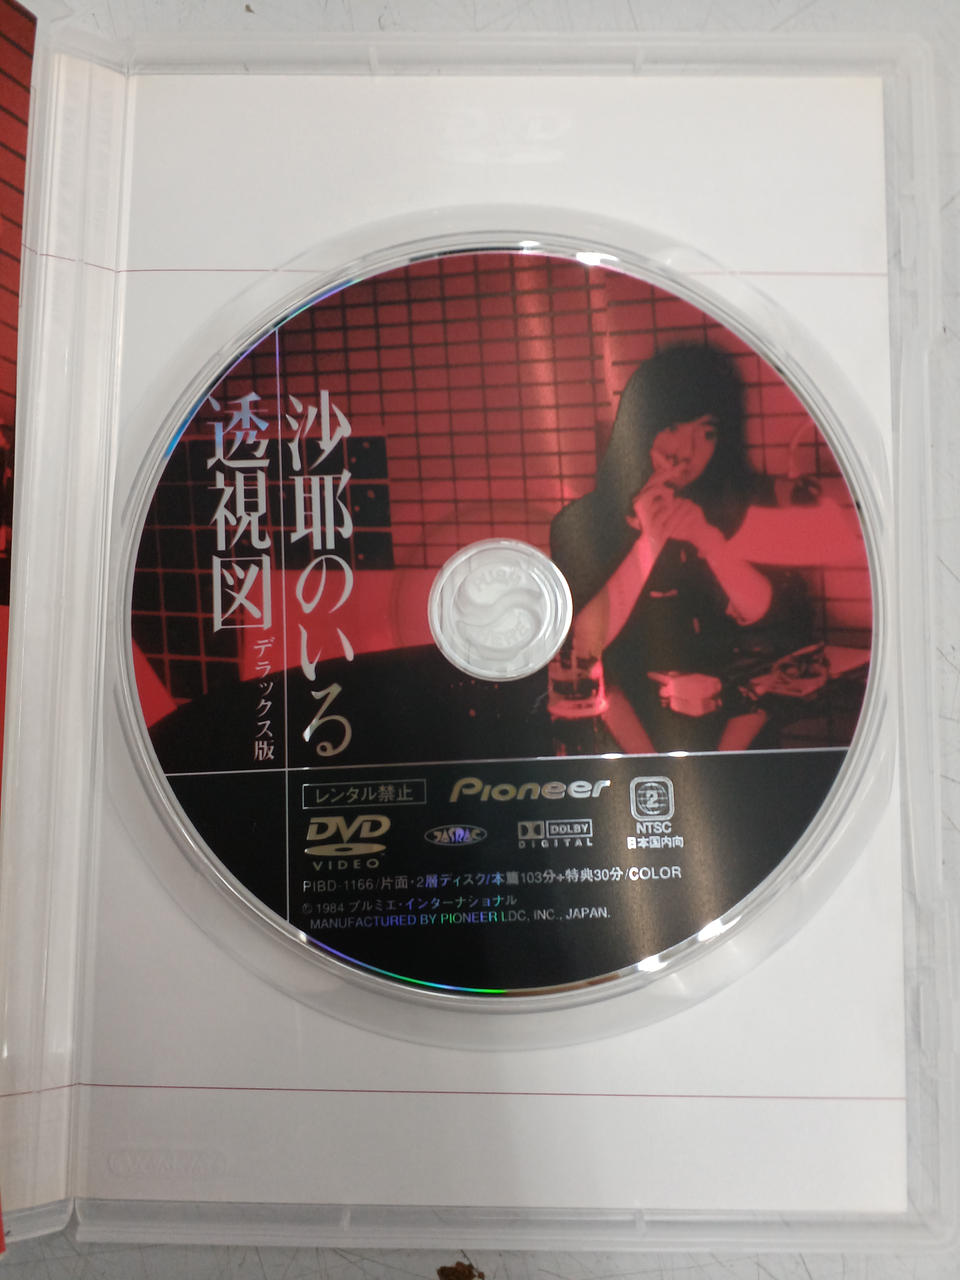 DVD
沙耶のいる
透視図
デラックス版
PUSH
HERE
レンタル禁止
Pioneer
2
DVD
VIDEO
JASRAC
DOLBY
DIGITAL
NTSC
日本国内向
PIBD-1166/片面・2層ディスク/本篇103分+特典30分/COLOR
© 1984 プルミエ・インターナショナル
MANUFACTURED BY PIONEER LDC, INC., JAPAN.